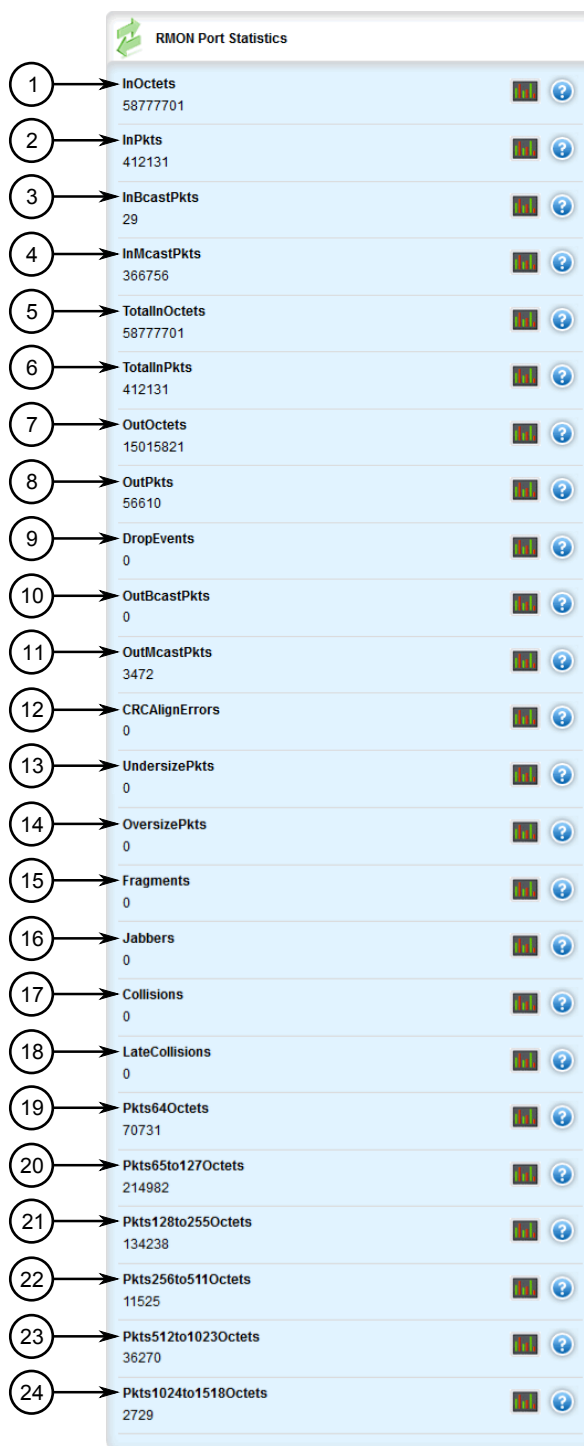 RMON Port Statistics
1 InOctets
58777701
2 InPkts
412131
3 InBcastPkts
29
4 InMcastPkts
366756
5 TotalInOctets
58777701
6 TotalInPkts
412131
7 OutOctets
15015821
8 OutPkts
56610
9 DropEvents
0
10 OutBcastPkts
0
11 OutMcastPkts
3472
12 CRCAlignErrors
0
13 UndersizePkts
0
14 OversizePkts
0
15 Fragments
0
16 Jabbers
0
17 Collisions
0
18 LateCollisions
0
19 Pkts64Octets
70731
20 Pkts65to127Octets
214982
21 Pkts128to255Octets
134238
22 Pkts256to511Octets
11525
23 Pkts512to1023Octets
36270
24 Pkts1024to1518Octets
2729